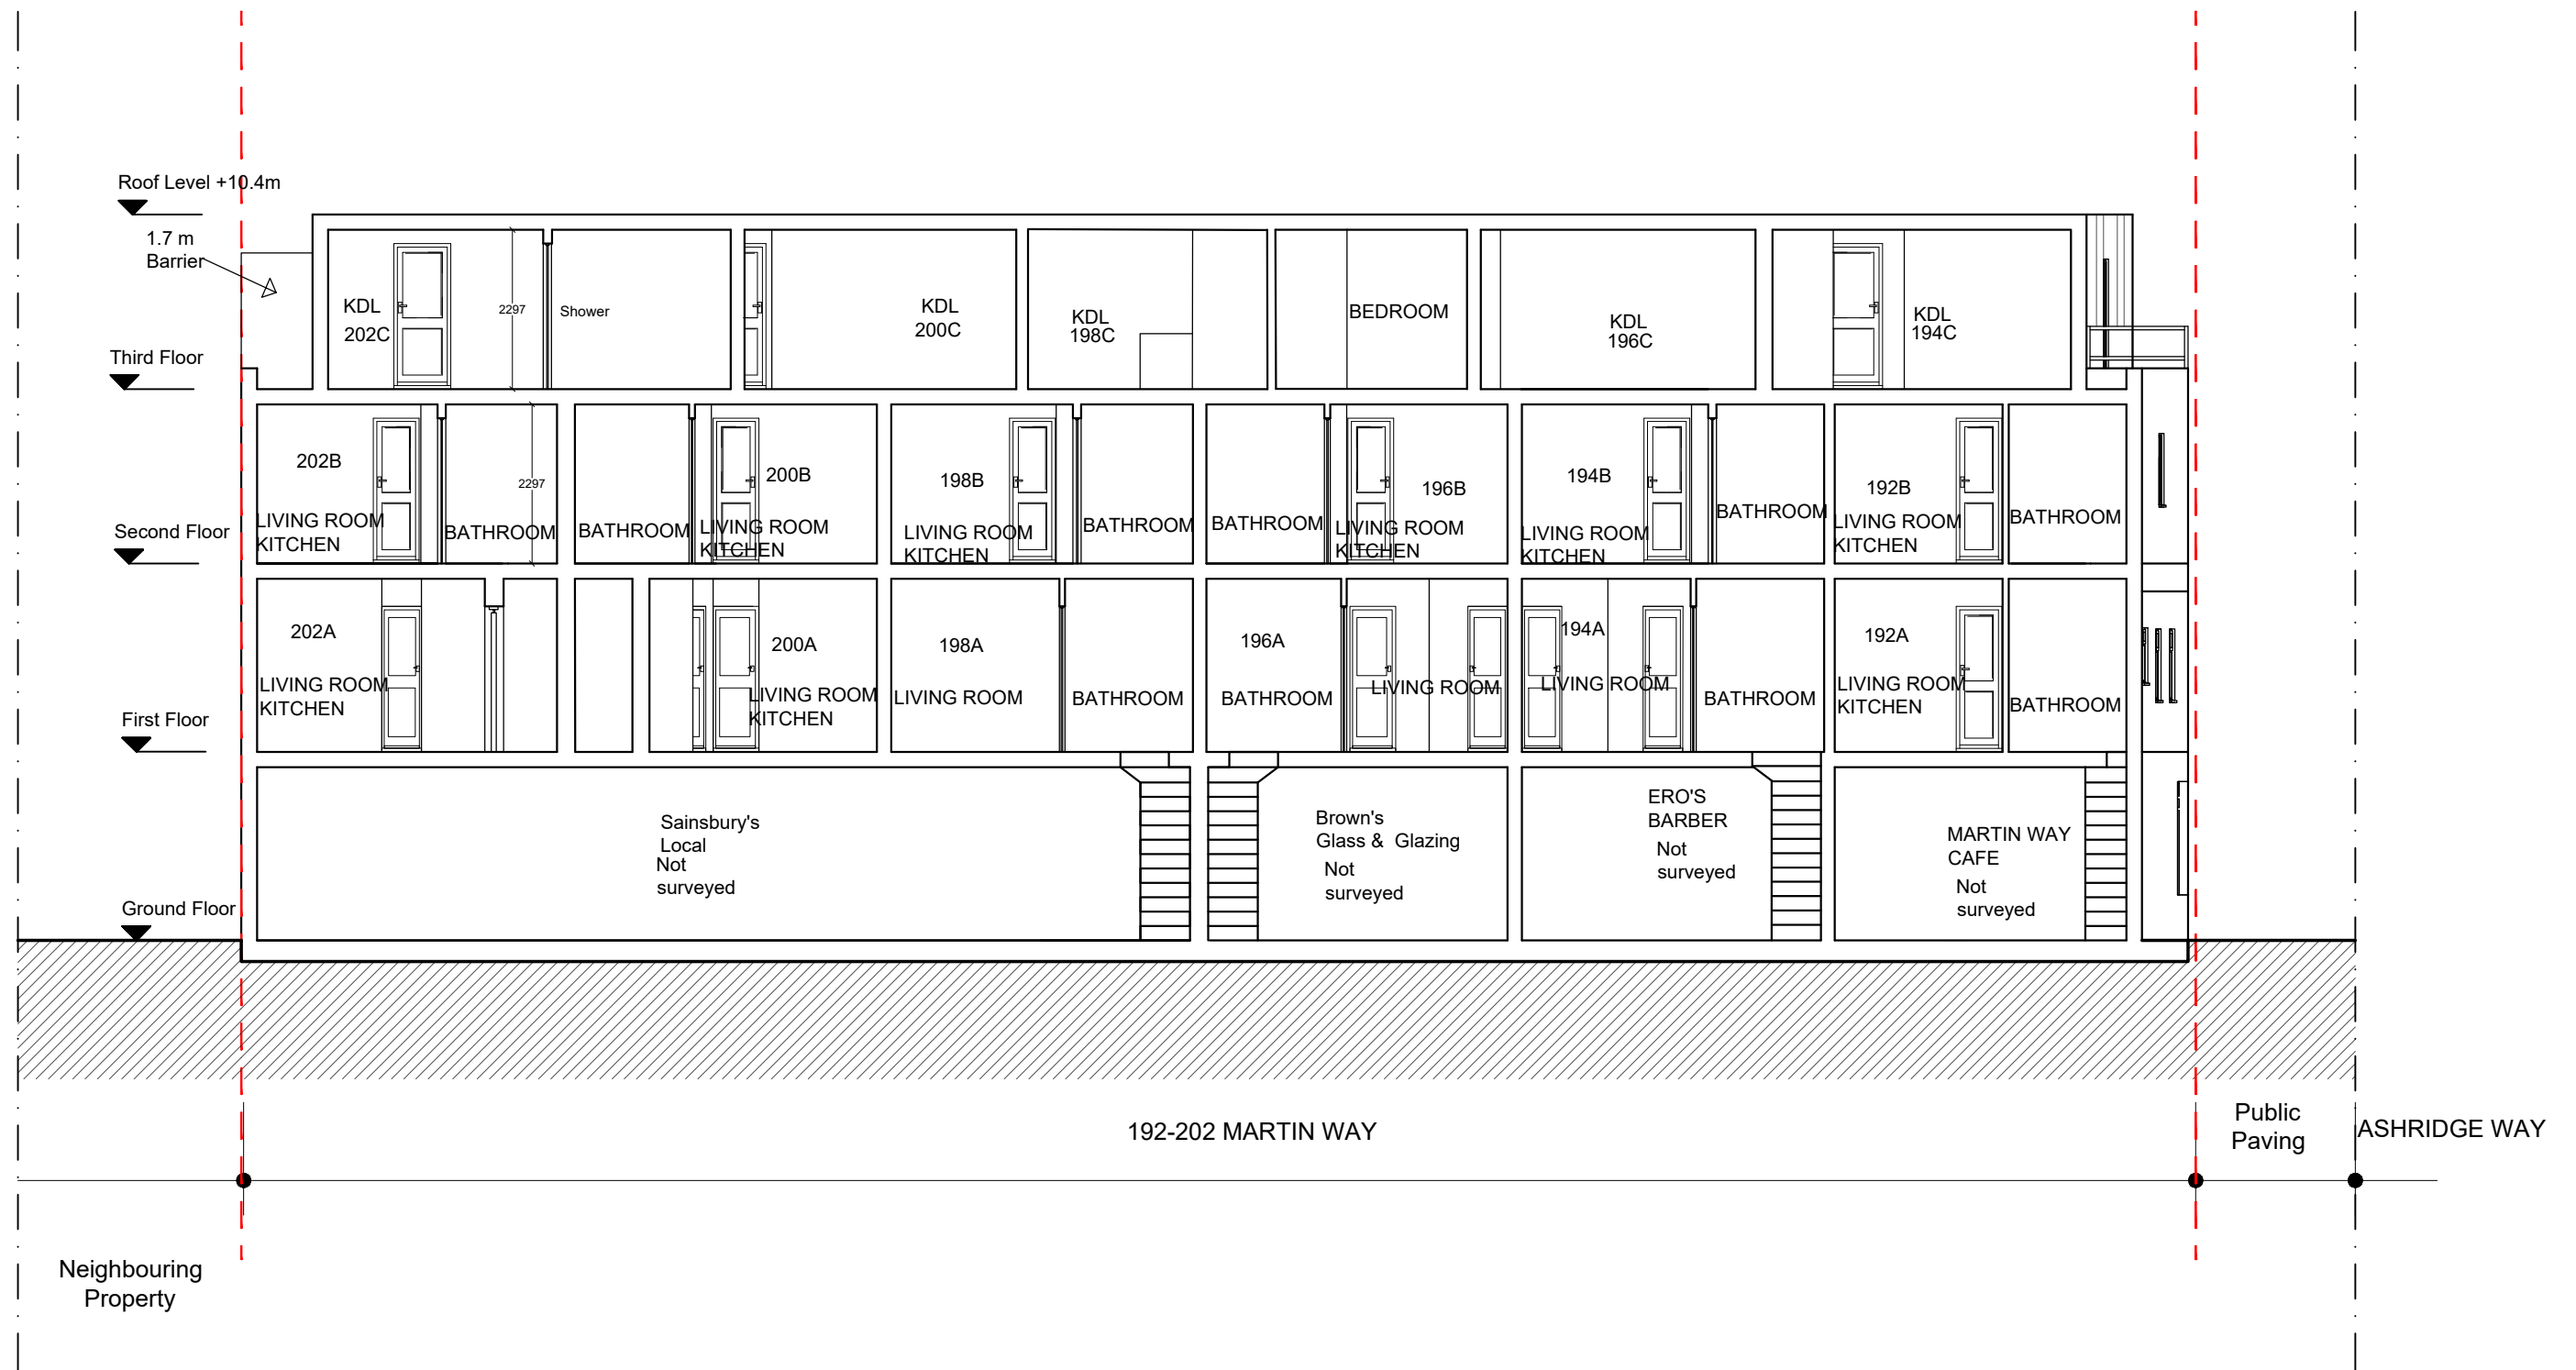 Roof Level +10.4m
1.7 m
Barrier
KDL
202C
2297
Shower
KDL
200C
KDL
198C
BEDROOM
KDL
196C
KDL
194C
Third Floor
202B
LIVING ROOM
KITCHEN
BATHROOM
2297
BATHROOM
200B
LIVING ROOM
KITCHEN
198B
LIVING ROOM
KITCHEN
BATHROOM
BATHROOM
196B
LIVING ROOM
KITCHEN
194B
LIVING ROOM
KITCHEN
BATHROOM
192B
LIVING ROOM
KITCHEN
BATHROOM
Second Floor
202A
LIVING ROOM
KITCHEN
200A
LIVING ROOM
KITCHEN
198A
LIVING ROOM
BATHROOM
196A
BATHROOM
LIVING ROOM
194A
LIVING ROOM
BATHROOM
192A
LIVING ROOM
KITCHEN
BATHROOM
First Floor
Sainsbury's
Local
Not
surveyed
Brown's
Glass & Glazing
Not
surveyed
ERO'S
BARBER
Not
surveyed
MARTIN WAY
CAFE
Not
surveyed
Ground Floor
192-202 MARTIN WAY
Public
Paving
ASHRIDGE WAY
Neighbouring
Property